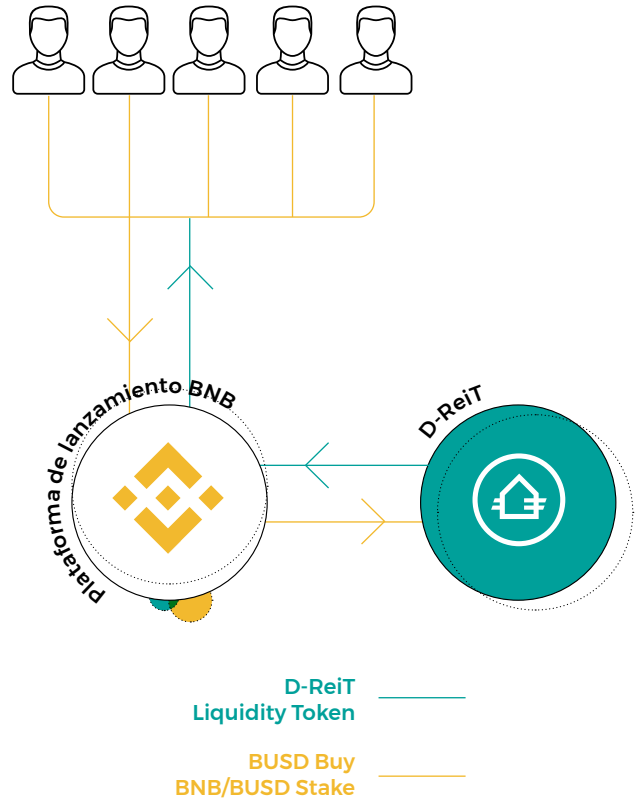 Plataforma de lanzamiento BNB
D-ReiT
D-ReiT
Liquidity Token
BUSD Buy
BNB/BUSD Stake